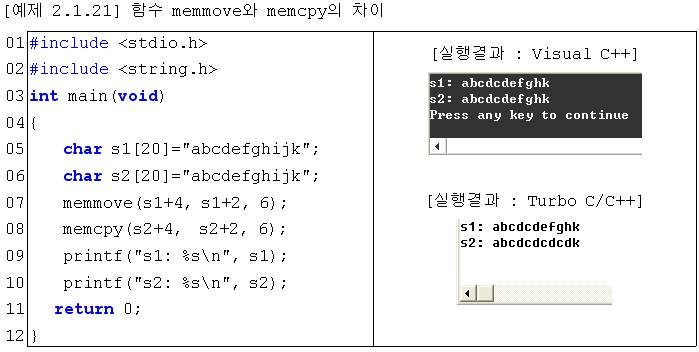 [예제 2.1.21] 함수 memmove와 memcpy의 차이
01 #include <stdio.h>
02 #include <string.h>
03 int main(void)
04 {
05 char s1[20]="abcdefghijk";
06 char s2[20]="abcdefghijk";
07 memmove(s1+4, s1+2, 6);
08 memcpy(s2+4, s2+2, 6);
09 printf("s1: %s\n", s1);
10 printf("s2: %s\n", s2);
11 return 0;
12 }
[실행결과 : Visual C++]
s1: abcdcdefghk
s2: abcdcdefghk
Press any key to continue
[실행결과 : Turbo C/C++]
s1: abcdcdefghk
s2: abcdcdcdcdk